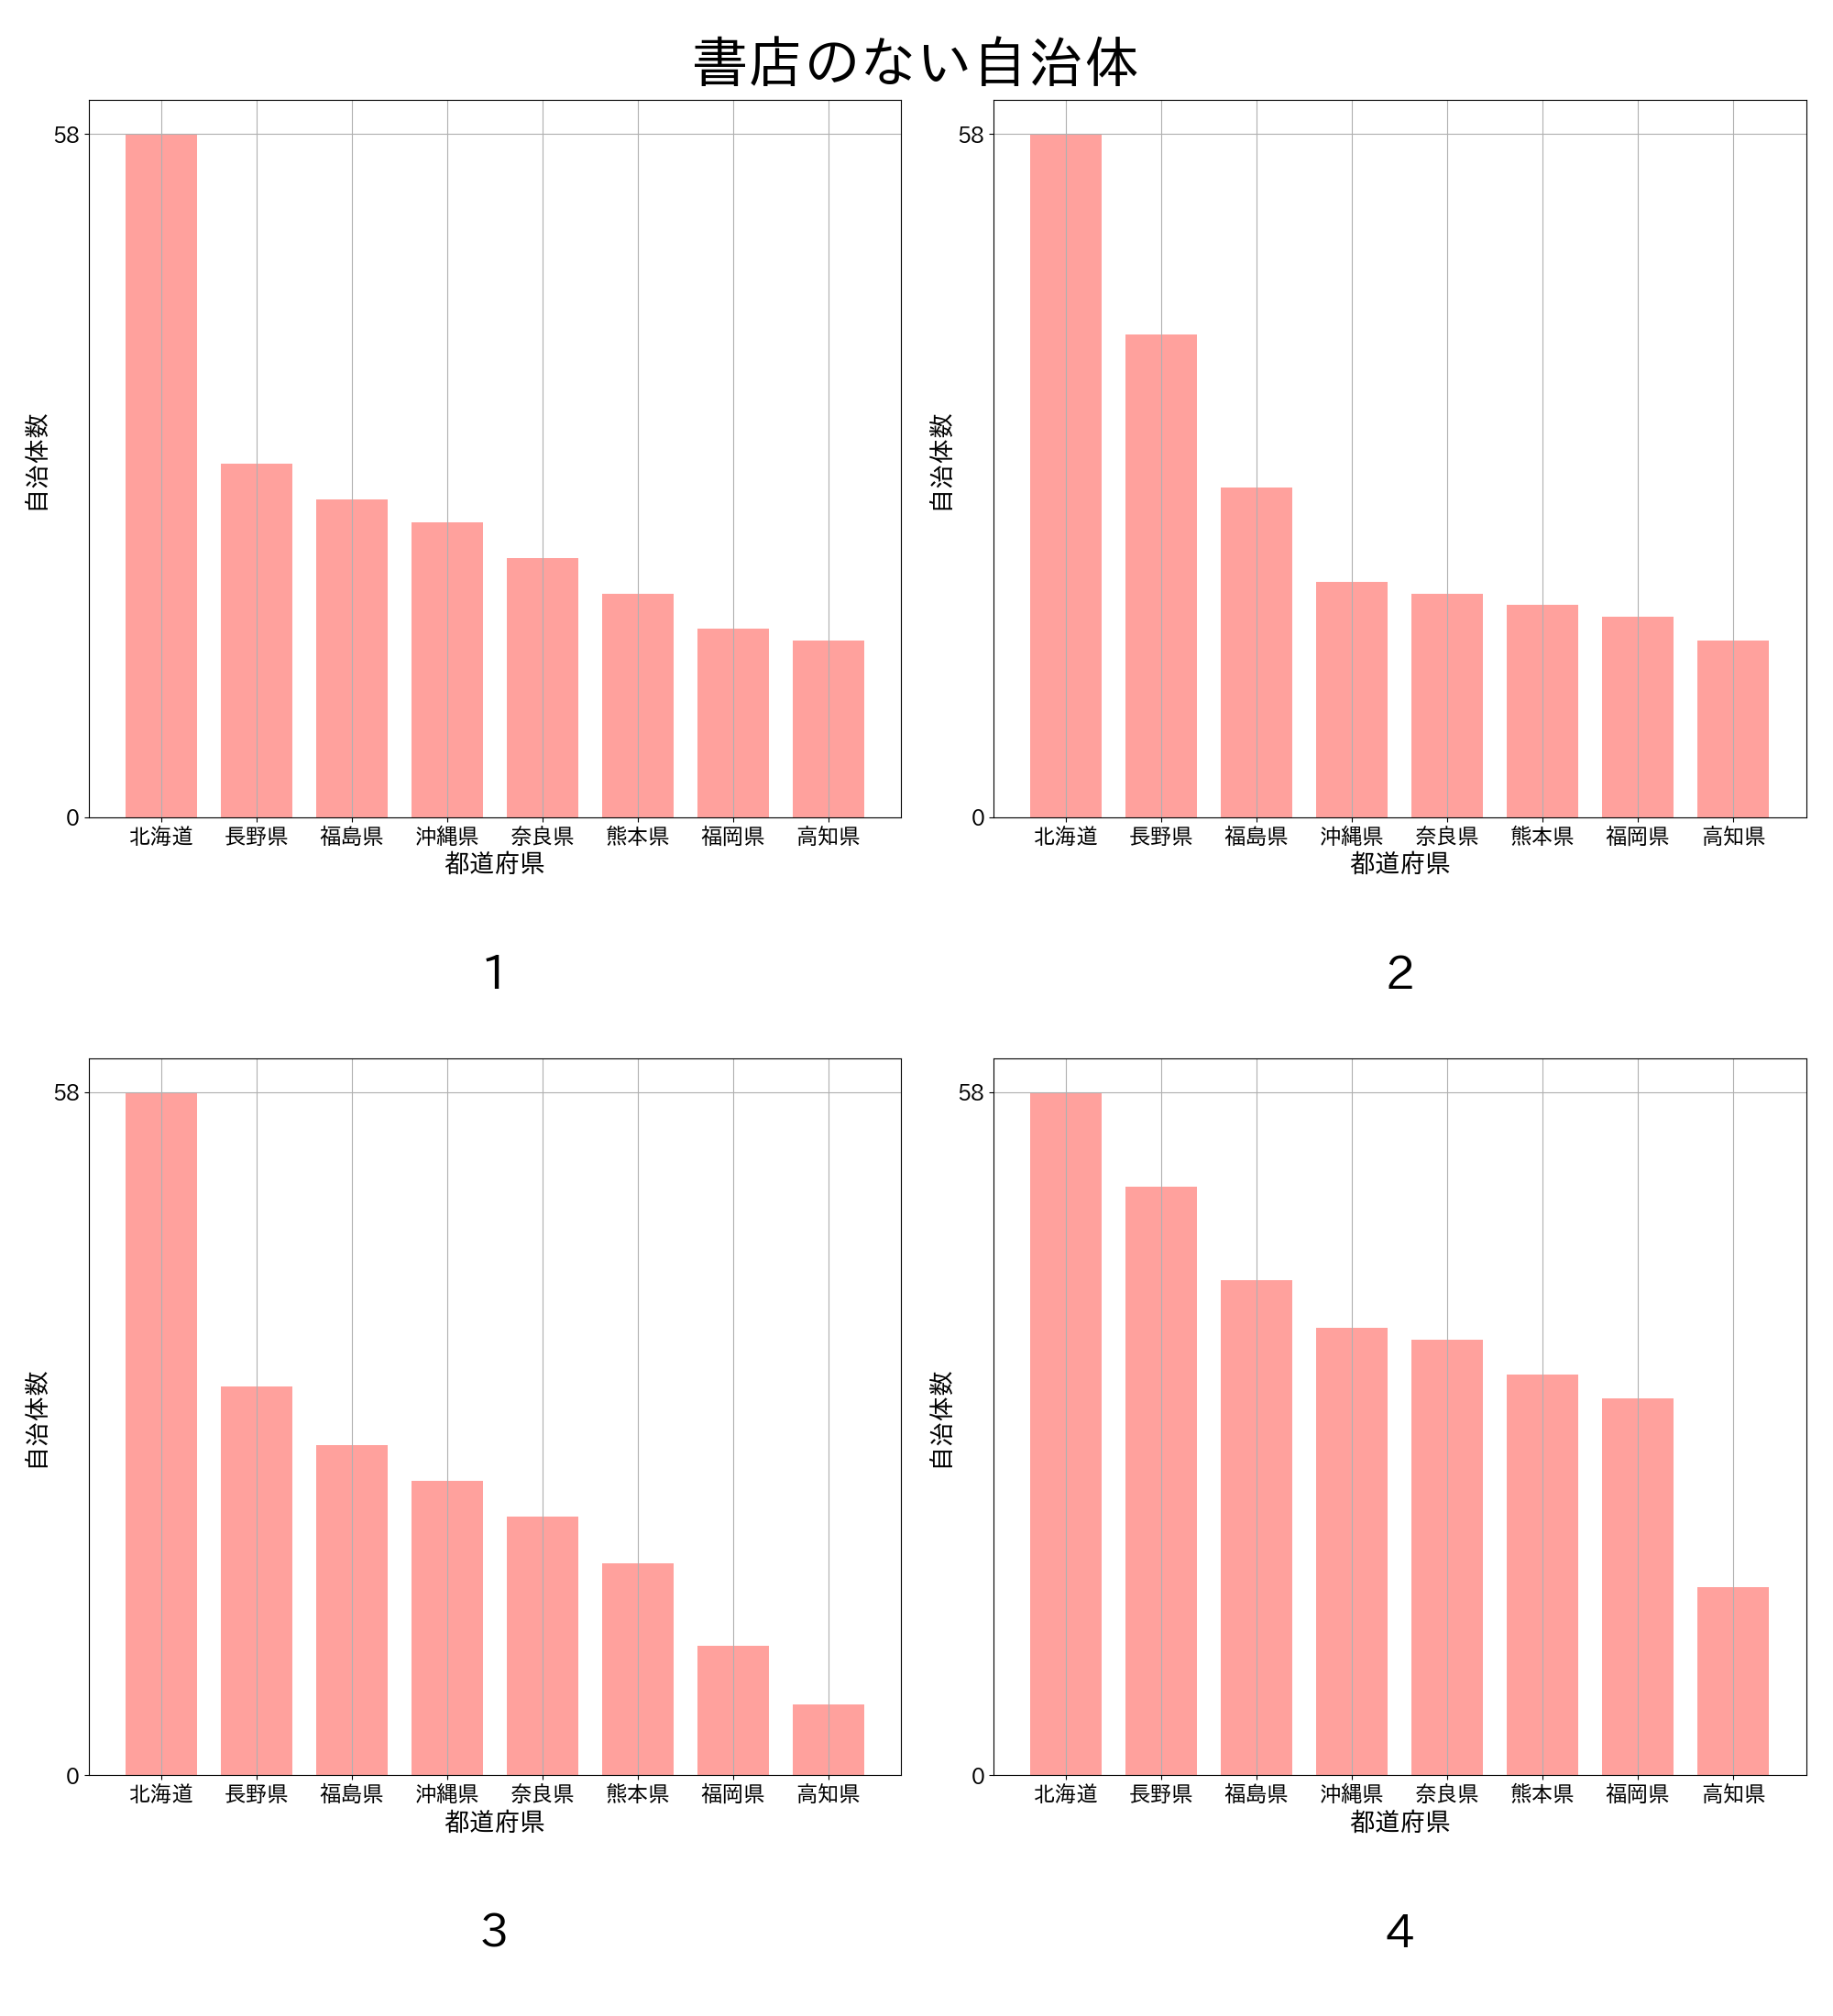 書店のない自治体
58
0
自治体数
北海道 長野県 福島県 沖縄県 奈良県 熊本県 福岡県 高知県
都道府県
1
58
0
自治体数
北海道 長野県 福島県 沖縄県 奈良県 熊本県 福岡県 高知県
都道府県
2
58
0
自治体数
北海道 長野県 福島県 沖縄県 奈良県 熊本県 福岡県 高知県
都道府県
3
58
0
自治体数
北海道 長野県 福島県 沖縄県 奈良県 熊本県 福岡県 高知県
都道府県
4